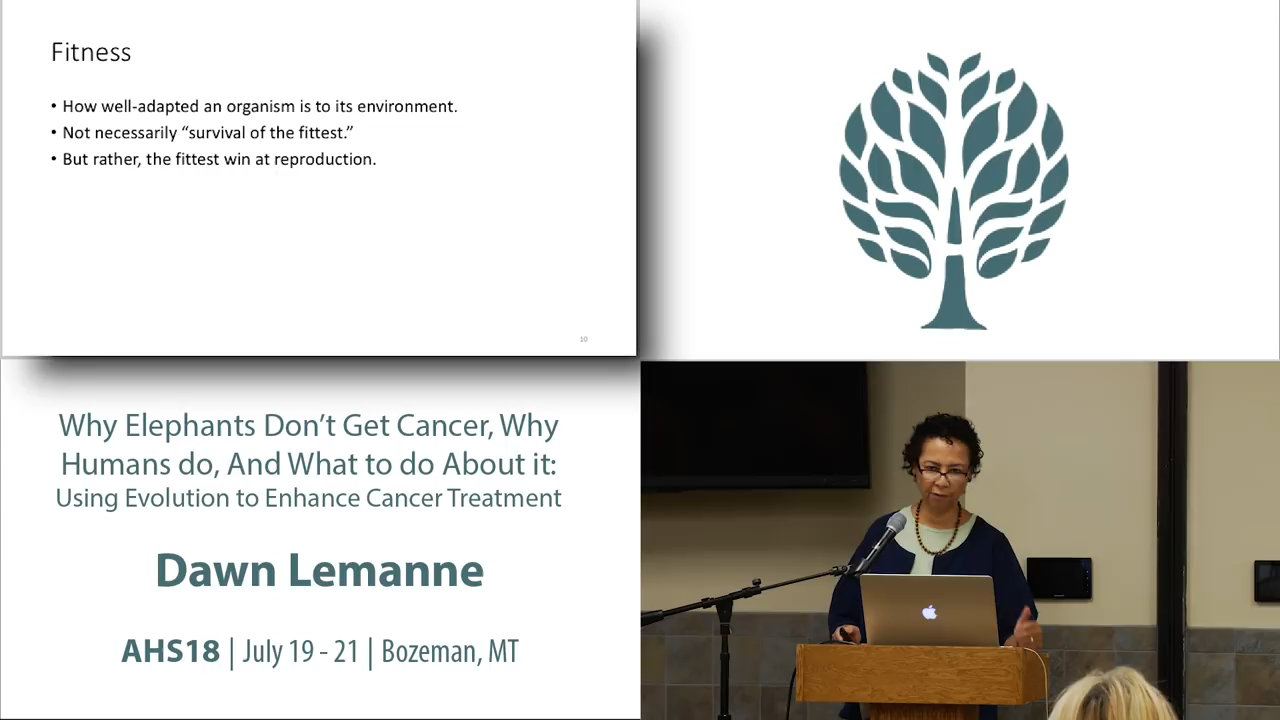 Fitness
• How well-adapted an organism is to its environment.
• Not necessarily “survival of the fittest.”
• But rather, the fittest win at reproduction.
10
Why Elephants Don’t Get Cancer, Why
Humans do, And What to do About it:
Using Evolution to Enhance Cancer Treatment
Dawn Lemanne
AHS18 | July 19 - 21 | Bozeman, MT